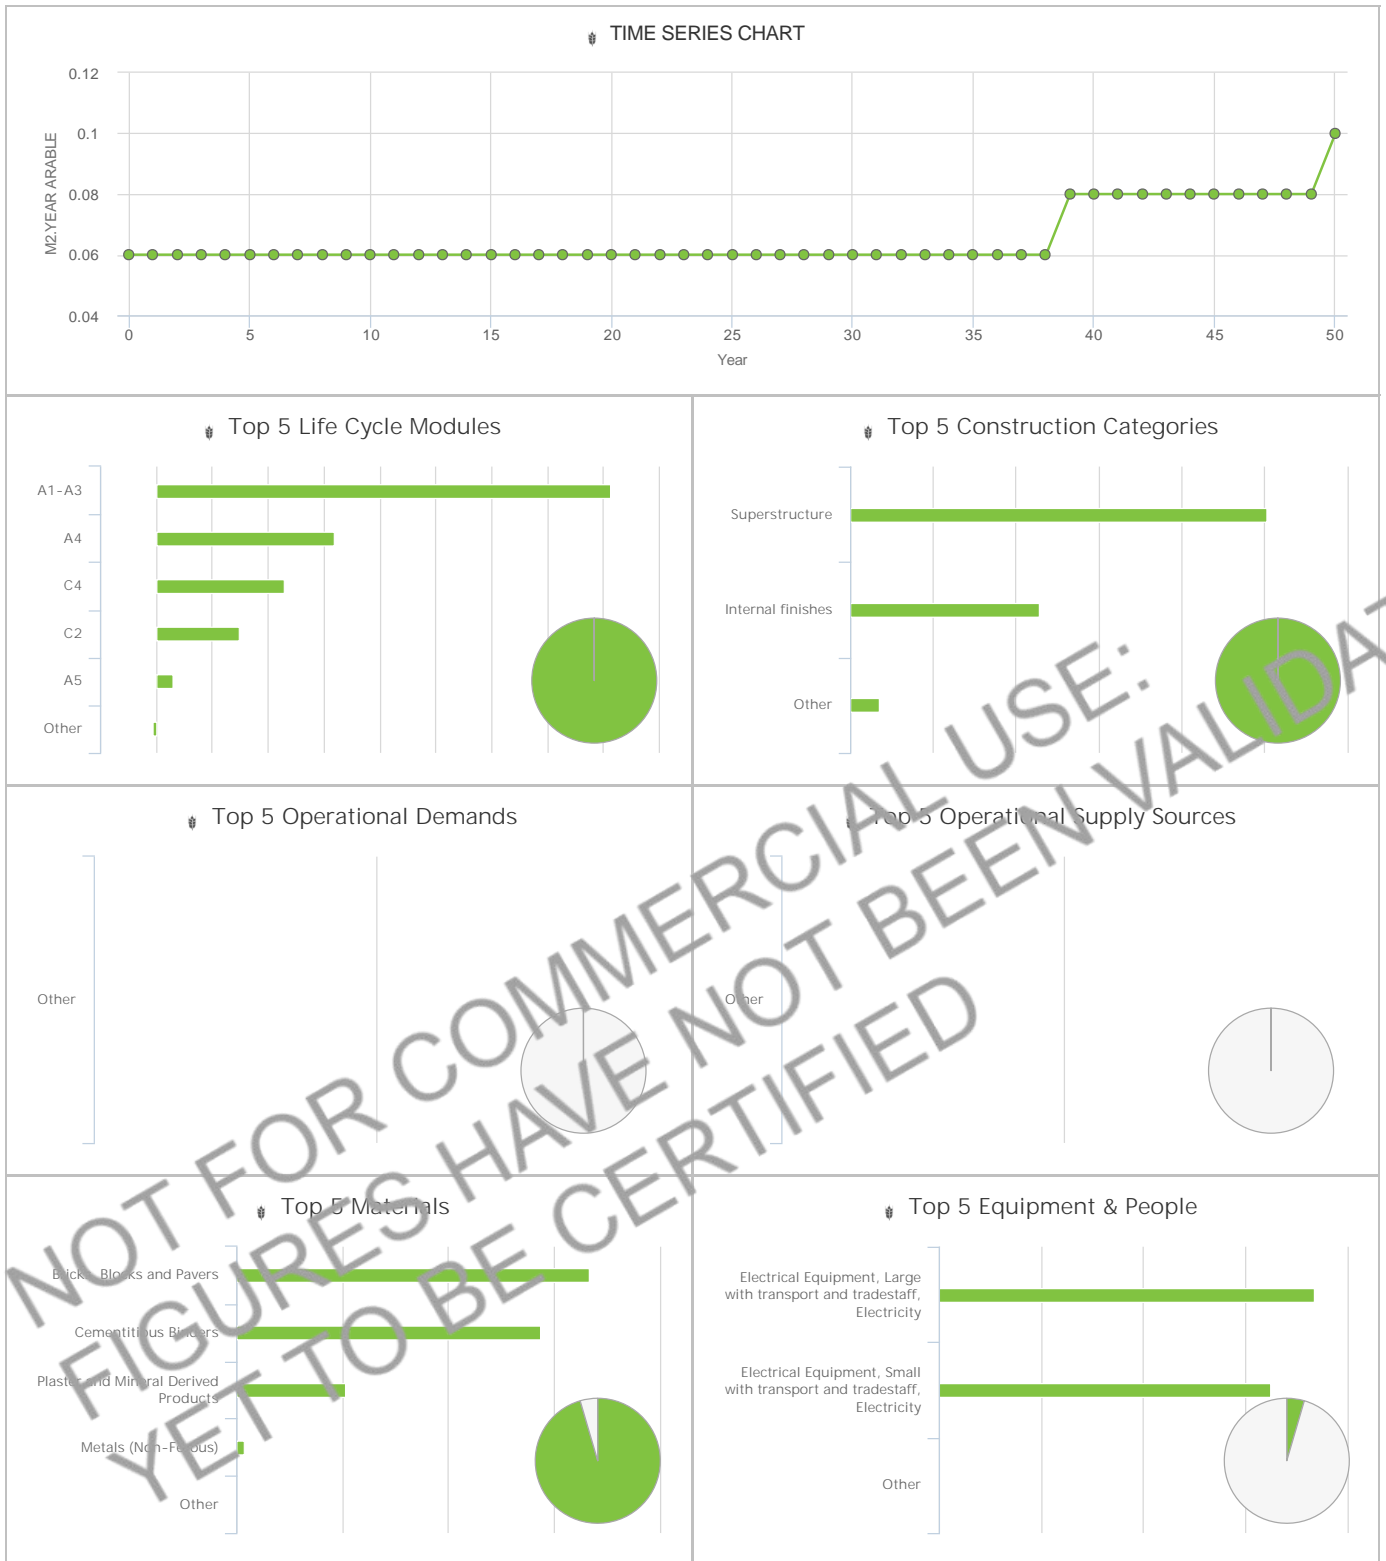 TIME SERIES CHART
0.12
0.1
0.08
0.06
0.04
M2.YEAR ARABLE
0 5 10 15 20 25 30 35 40 45 50
Year
Top 5 Life Cycle Modules
A1-A3
A4
C4
C2
A5
Other
Top 5 Construction Categories
Superstructure
Internal finishes
Other
Top 5 Operational Demands
Other
Top 5 Operational Supply Sources
Other
Top 5 Materials
Bricks, Blocks and Pavers
Cementitious Binders
Plaster and Mineral Derived
Products
Metals (Non-Ferrous)
Other
Top 5 Equipment & People
Electrical Equipment, Large
with transport and tradestaff,
Electricity
Electrical Equipment, Small
with transport and tradestaff,
Electricity
Other
NOT FOR COMMERCIAL USE:
FIGURES HAVE NOT BEEN VALIDAT
YET TO BE CERTIFIED